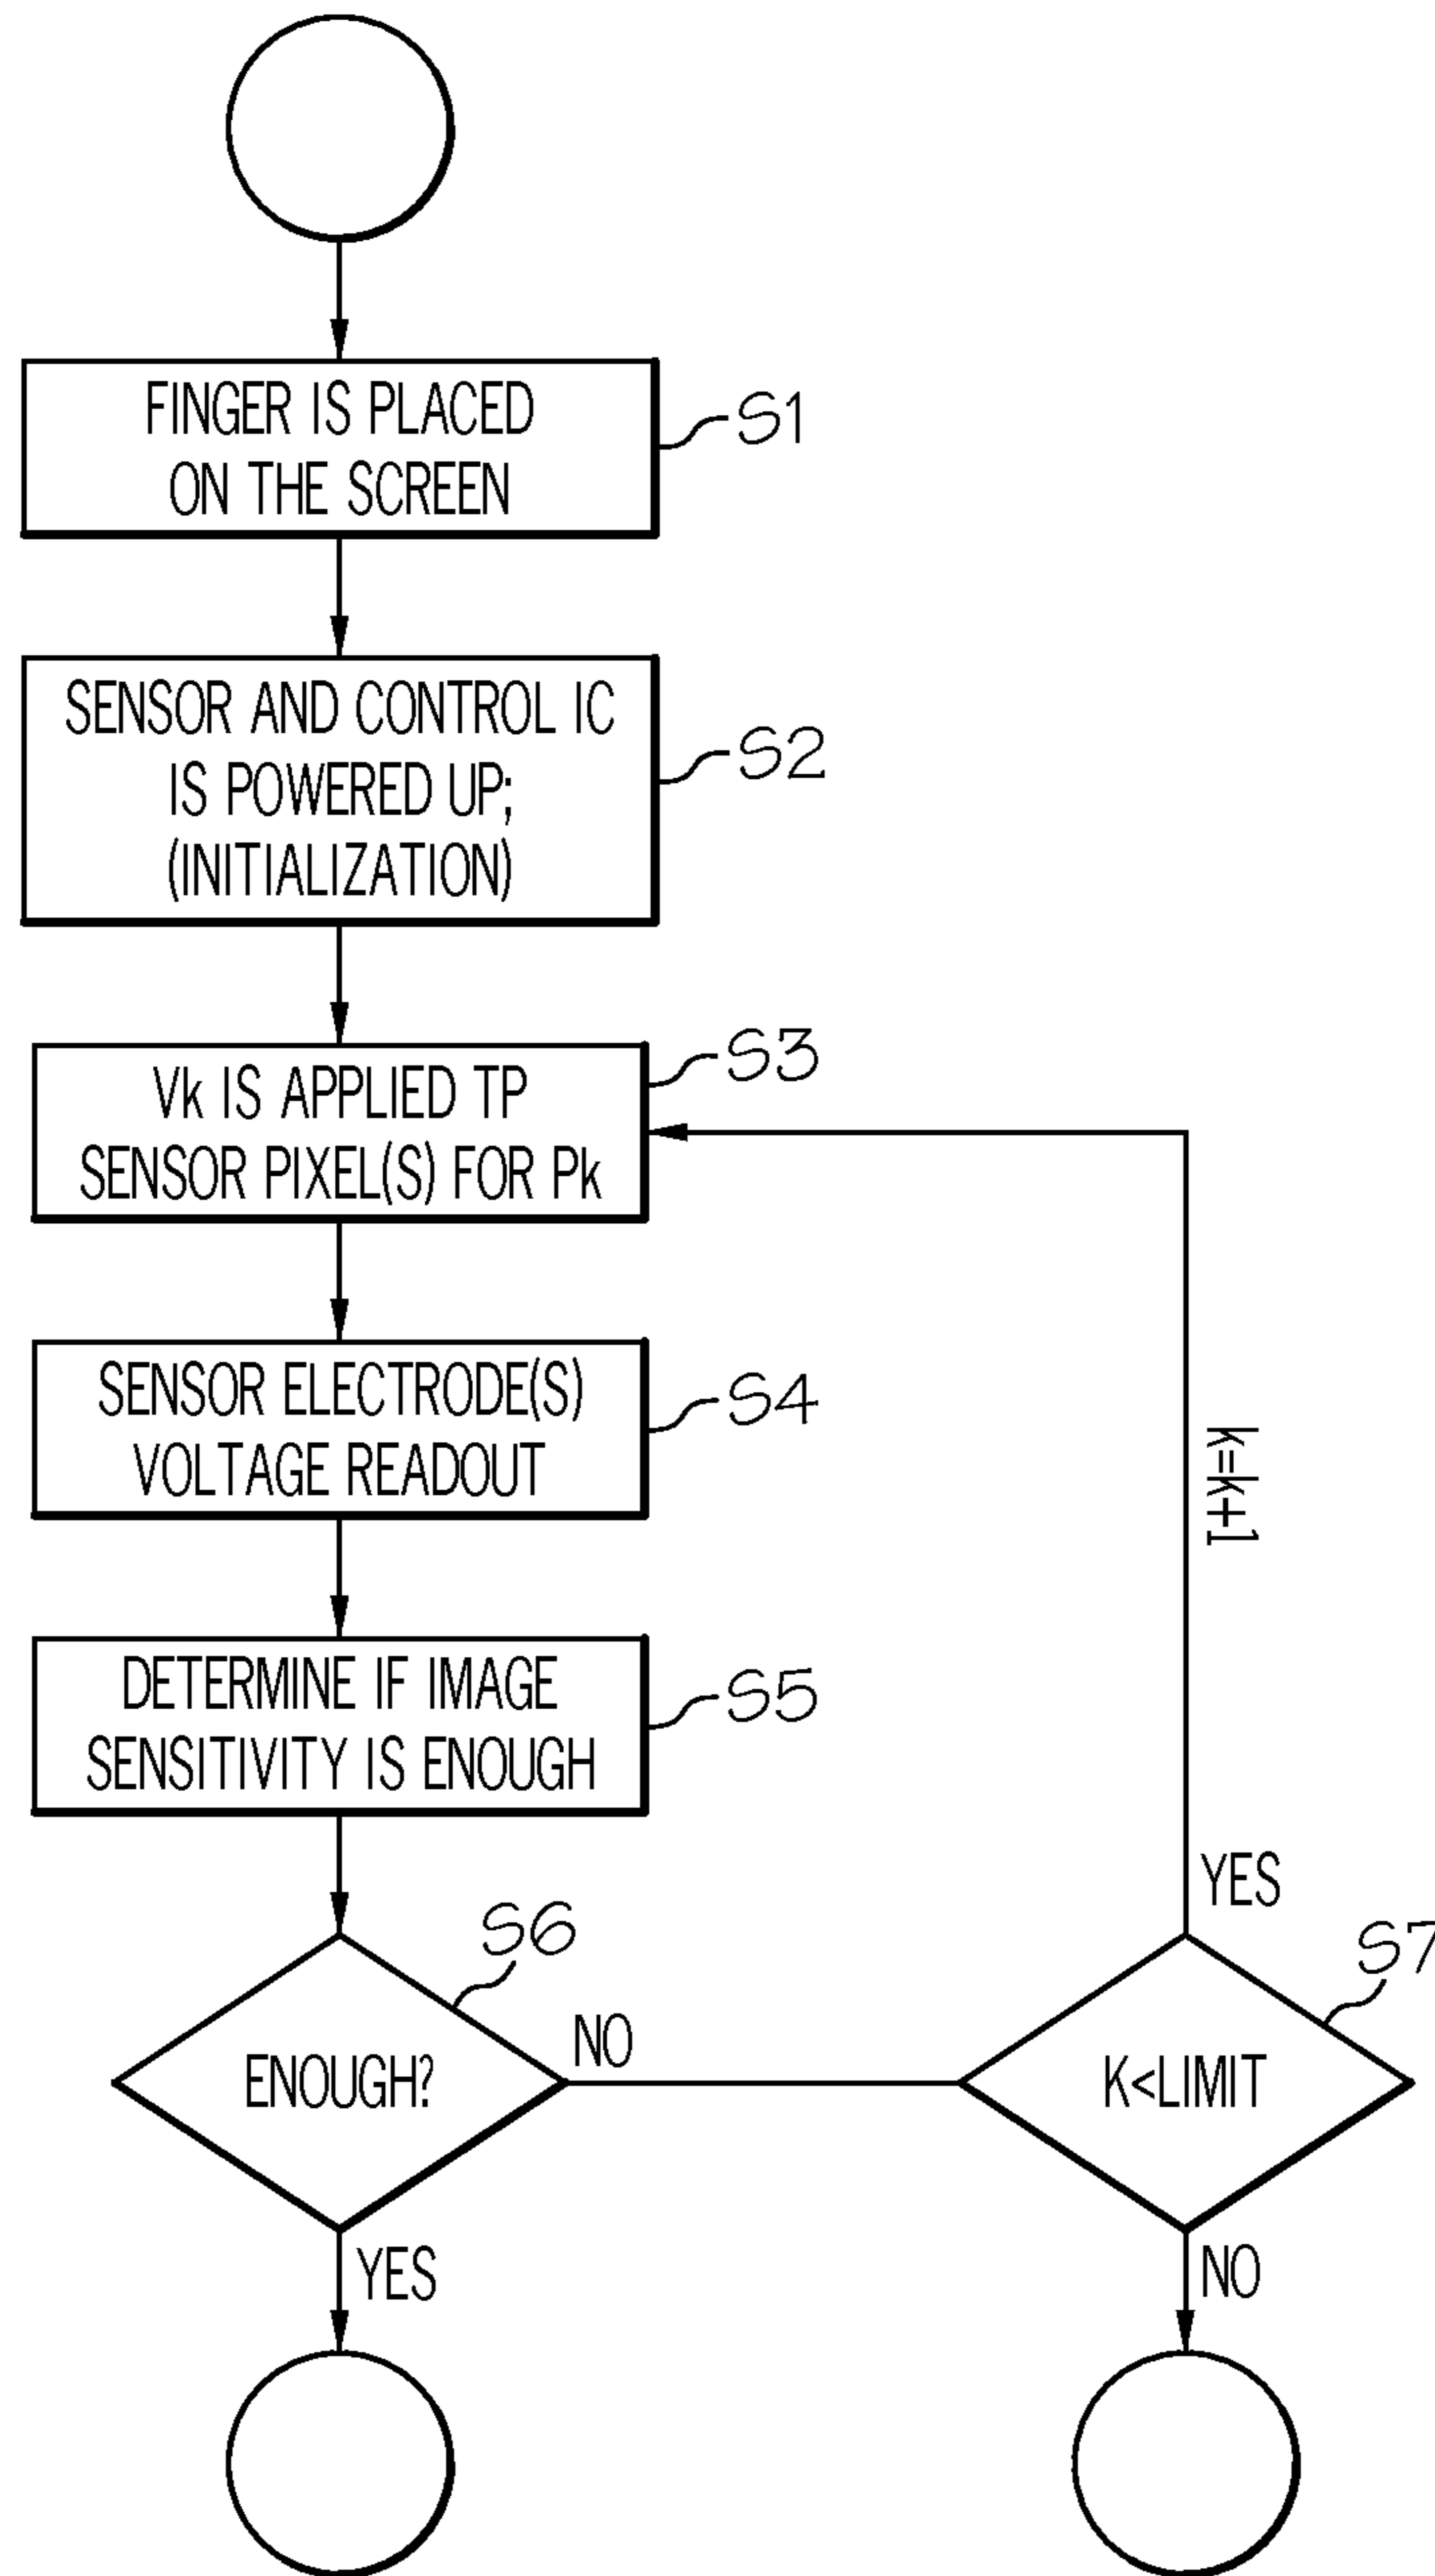 FINGER IS PLACED
ON THE SCREEN
S1
SENSOR AND CONTROL IC
IS POWERED UP;
(INITIALIZATION)
S2
Vk IS APPLIED TP
SENSOR PIXEL(S) FOR Pk
S3
SENSOR ELECTRODE(S)
VOLTAGE READOUT
S4
DETERMINE IF IMAGE
SENSITIVITY IS ENOUGH
S5
ENOUGH?
S6
NO
YES
K<LIMIT
S7
YES
k=k+1
NO